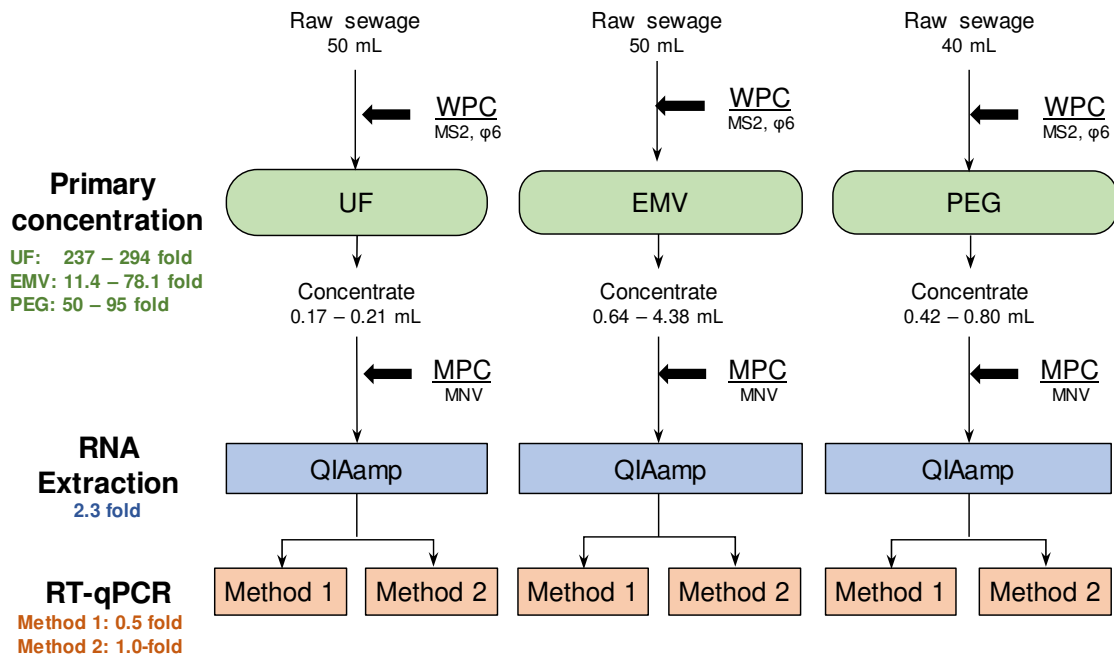 Raw sewage
50 mL
Raw sewage
50 mL
Raw sewage
40 mL
WPC
MS2, φ6
WPC
MS2, φ6
WPC
MS2, φ6
Primary
concentration
UF: 237 – 294 fold
EMV: 11.4 – 78.1 fold
PEG: 50 – 95 fold
UF
EMV
PEG
Concentrate
0.17 – 0.21 mL
Concentrate
0.64 – 4.38 mL
Concentrate
0.42 – 0.80 mL
MPC
MNV
MPC
MNV
MPC
MNV
RNA
Extraction
2.3 fold
QIAamp
QIAamp
QIAamp
RT-qPCR
Method 1: 0.5 fold
Method 2: 1.0-fold
Method 1
Method 2
Method 1
Method 2
Method 1
Method 2